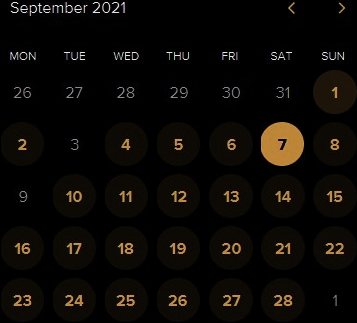 September 2021
MON TUE WED THU FRI SAT SUN
26 27 28 29 30 31 1
2 3 4 5 6 7 8
9 10 11 12 13 14 15
16 17 18 19 20 21 22
23 24 25 26 27 28 1